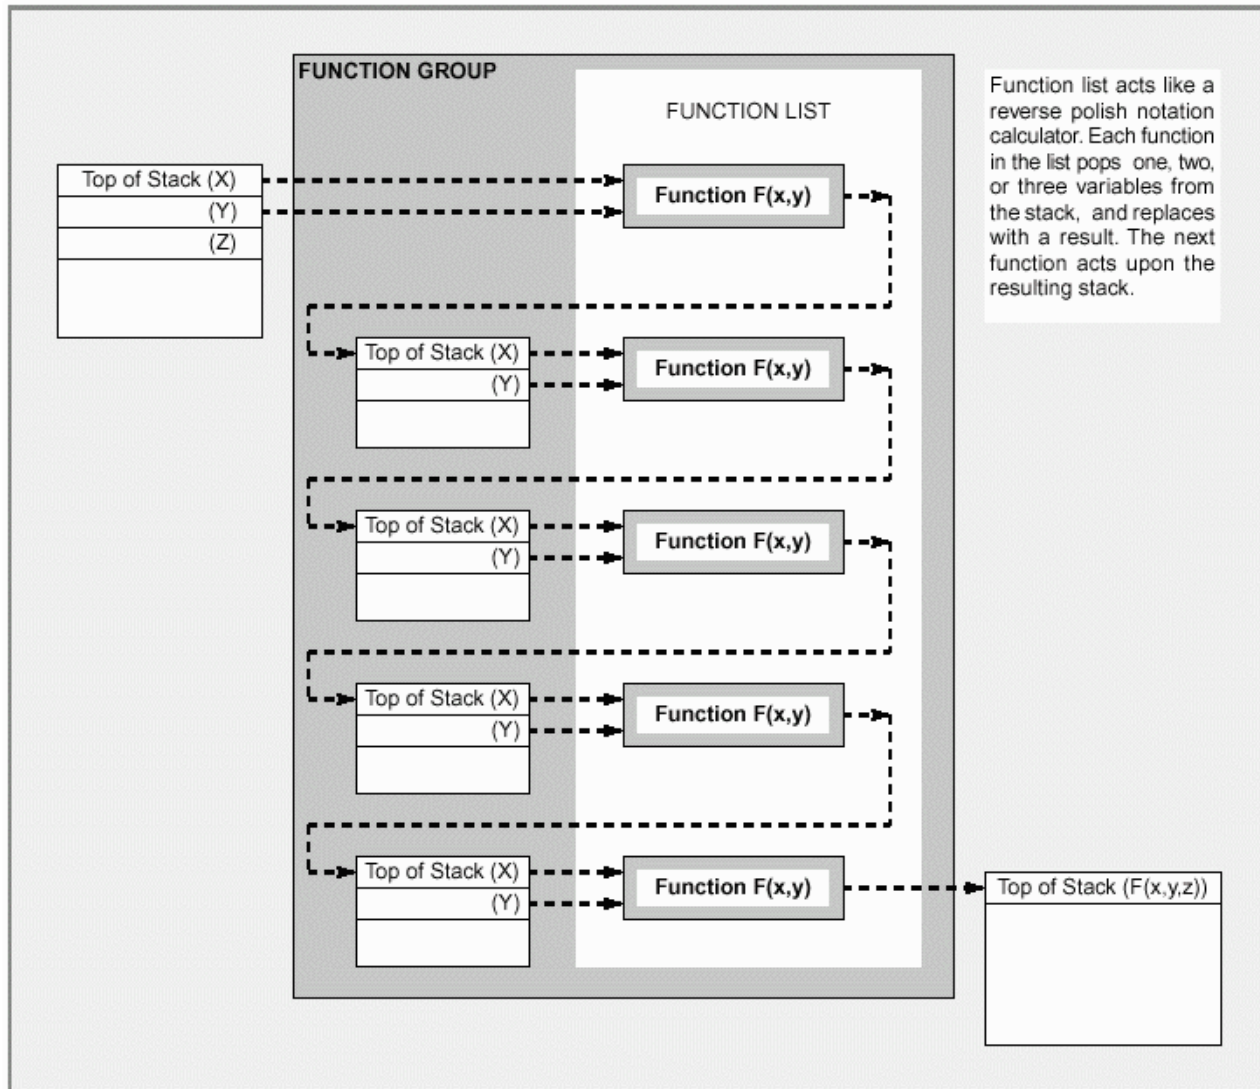 FUNCTION GROUP
FUNCTION LIST
Function list acts like a
reverse polish notation
calculator. Each function
in the list pops one, two,
or three variables from
the stack, and replaces
with a result. The next
function acts upon the
resulting stack.
Top of Stack (X)
(Y)
(Z)
Function F(x,y)
Top of Stack (X)
(Y)
Function F(x,y)
Top of Stack (X)
(Y)
Function F(x,y)
Top of Stack (X)
(Y)
Function F(x,y)
Top of Stack (X)
(Y)
Function F(x,y)
Top of Stack (F(x,y,z))